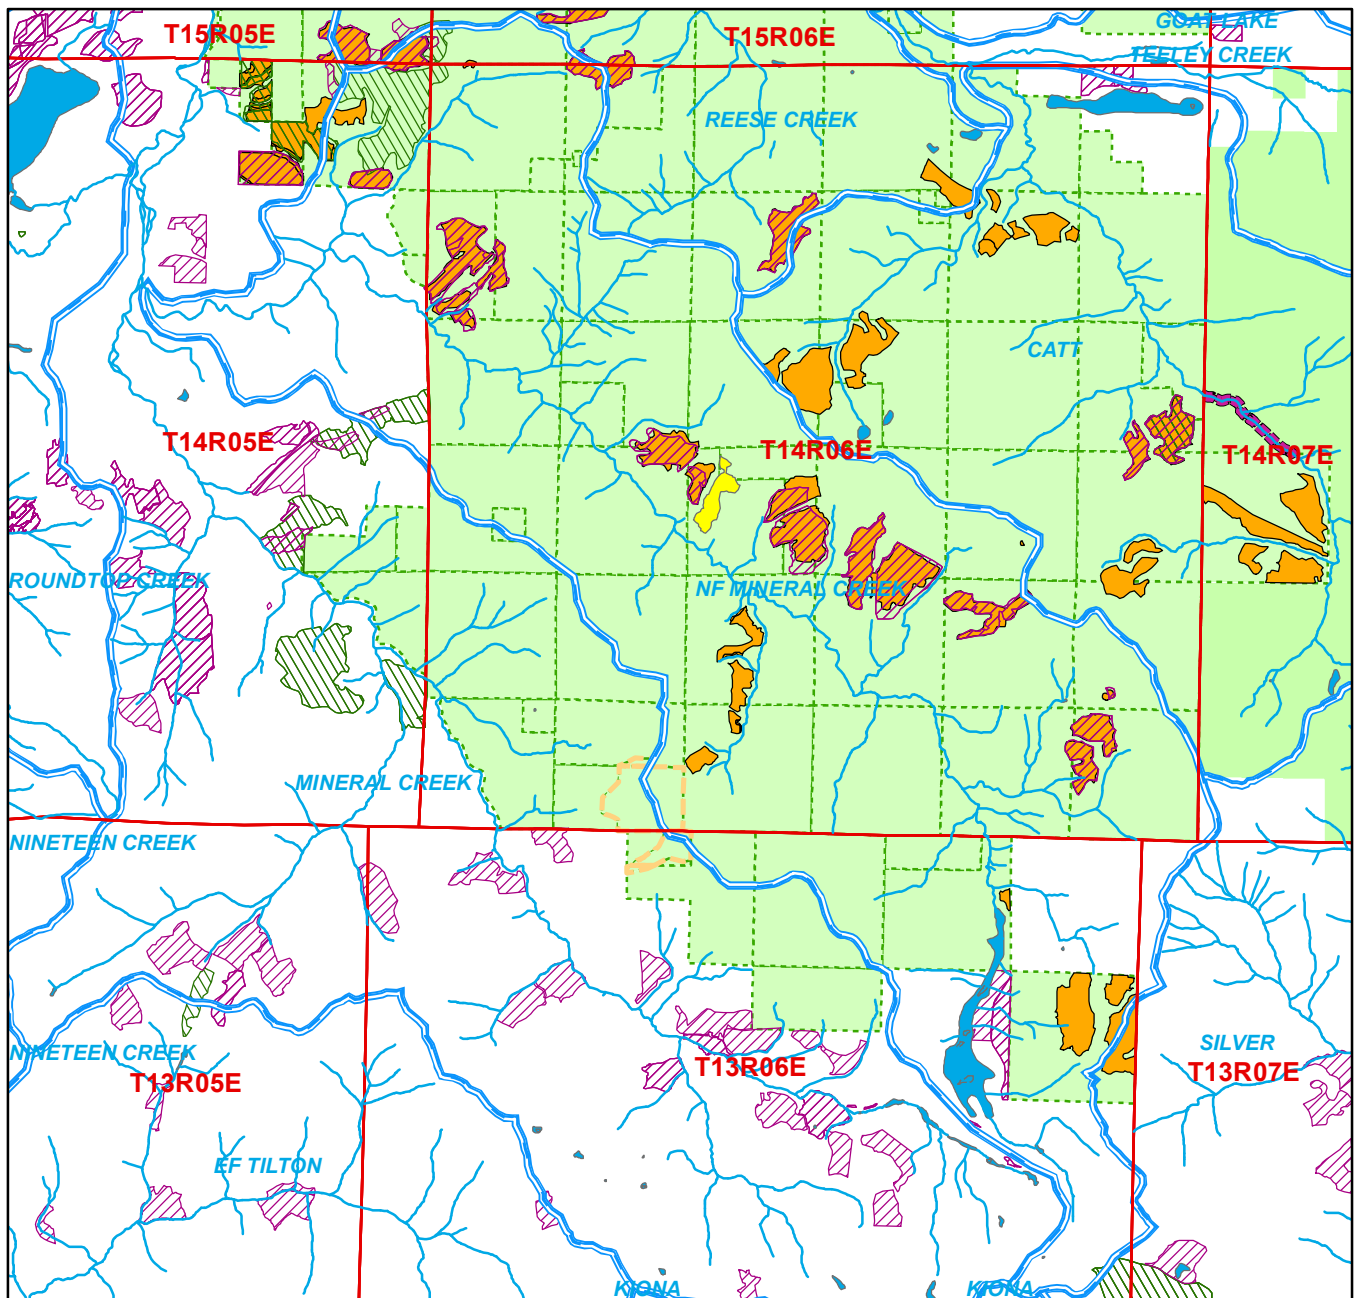 GOAT LAKE
T15R05E
T15R06E
TEELEY CREEK
REESE CREEK
CATT
T14R05E
T14R06E
T14R07E
ROUNDTOP CREEK
NF MINERAL CREEK
MINERAL CREEK
NINETEEN CREEK
NINETEEN CREEK
SILVER
T13R05E
T13R06E
T13R07E
EF TILTON
KIONA
KIONA